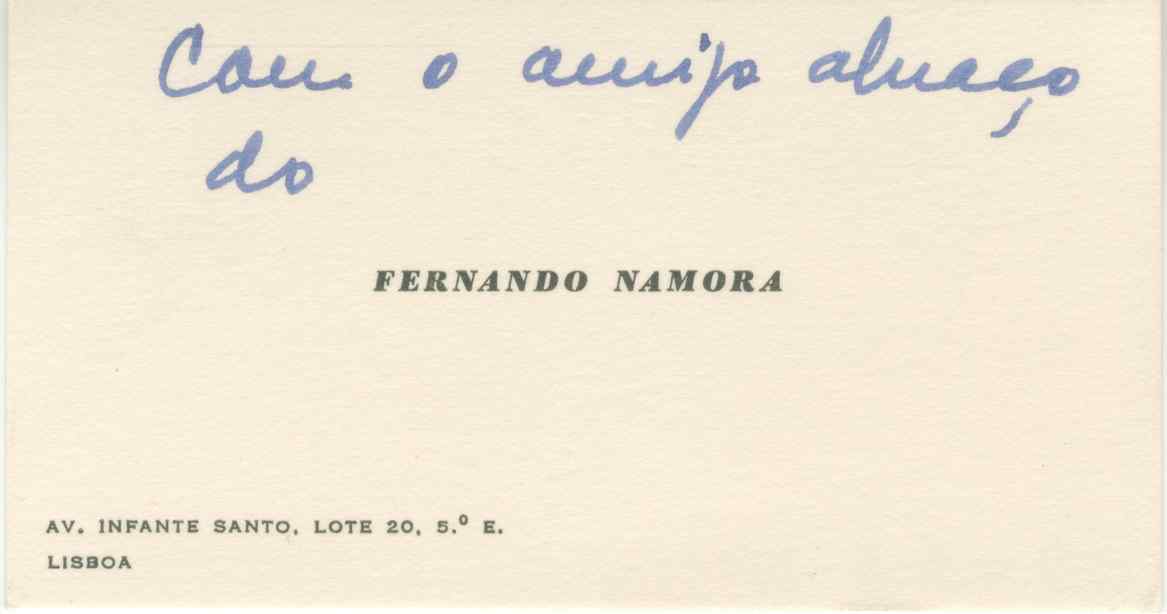 Com o amigo abraço
do
FERNANDO NAMORA
AV. INFANTE SANTO, LOTE 20, 5.º E.
LISBOA